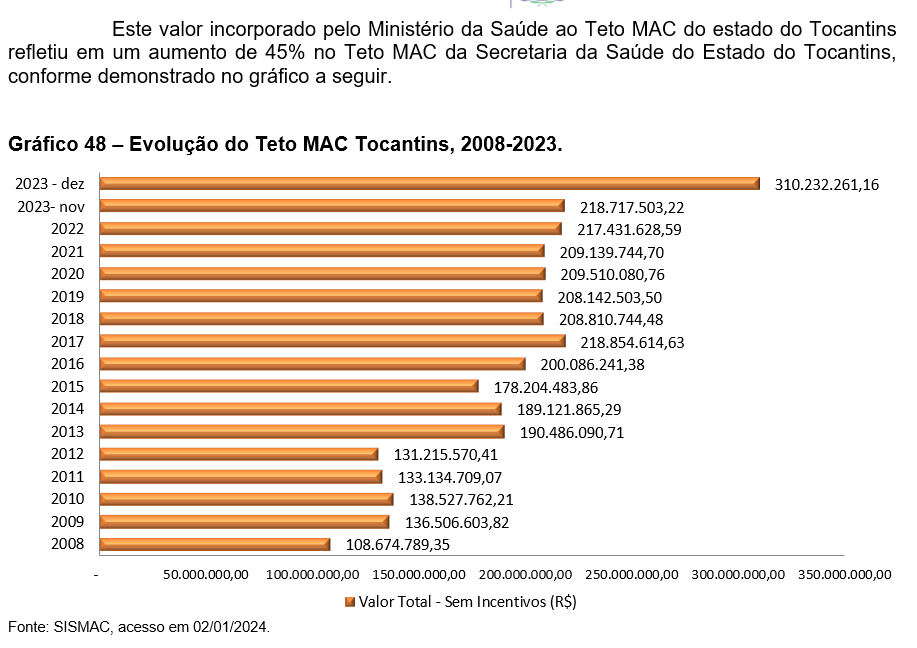 Este valor incorporado pelo Ministério da Saúde ao Teto MAC do estado do Tocantins
refletiu em um aumento de 45% no Teto MAC da Secretaria da Saúde do Estado do Tocantins,
conforme demonstrado no gráfico a seguir.
Gráfico 48 – Evolução do Teto MAC Tocantins, 2008-2023.
2023 - dez 310.232.261,16
2023- nov 218.717.503,22
2022 217.431.628,59
2021 209.139.744,70
2020 209.510.080,76
2019 208.142.503,50
2018 208.810.744,48
2017 218.854.614,63
2016 200.086.241,38
2015 178.204.483,86
2014 189.121.865,29
2013 190.486.090,71
2012 131.215.570,41
2011 133.134.709,07
2010 138.527.762,21
2009 136.506.603,82
2008 108.674.789,35
- 50.000.000,00 100.000.000,00 150.000.000,00 200.000.000,00 250.000.000,00 300.000.000,00 350.000.000,00
Valor Total - Sem Incentivos (R$)
Fonte: SISMAC, acesso em 02/01/2024.